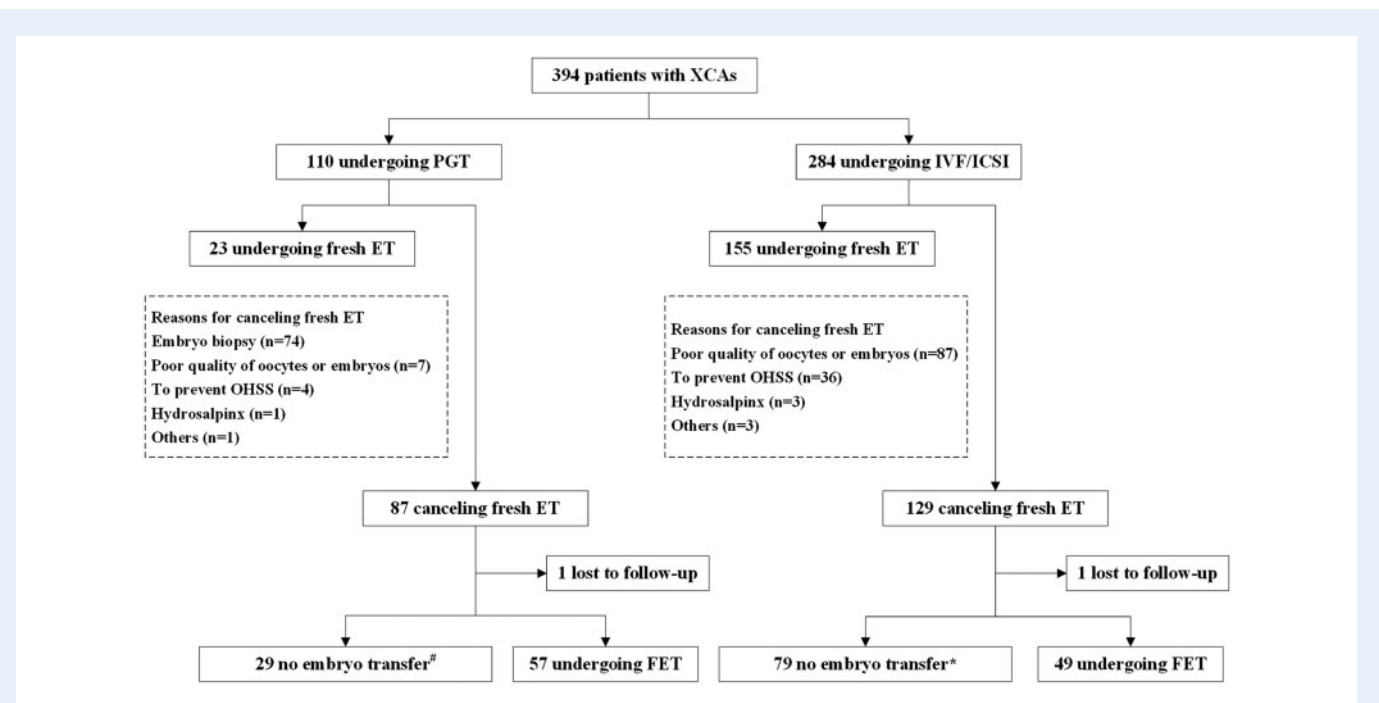 394 patients with XCAs
110 undergoing PGT
284 undergoing IVF/ICSI
23 undergoing fresh ET
155 undergoing fresh ET
Reasons for canceling fresh ET
Embryo biopsy (n=74)
Poor quality of oocytes or embryos (n=7)
To prevent OHSS (n=4)
Hydrosalpinx (n=1)
Others (n=1)
Reasons for canceling fresh ET
Poor quality of oocytes or embryos (n=87)
To prevent OHSS (n=36)
Hydrosalpinx (n=3)
Others (n=3)
87 canceling fresh ET
129 canceling fresh ET
1 lost to follow-up
1 lost to follow-up
29 no embryo transfer#
57 undergoing FET
79 no embryo transfer*
49 undergoing FET